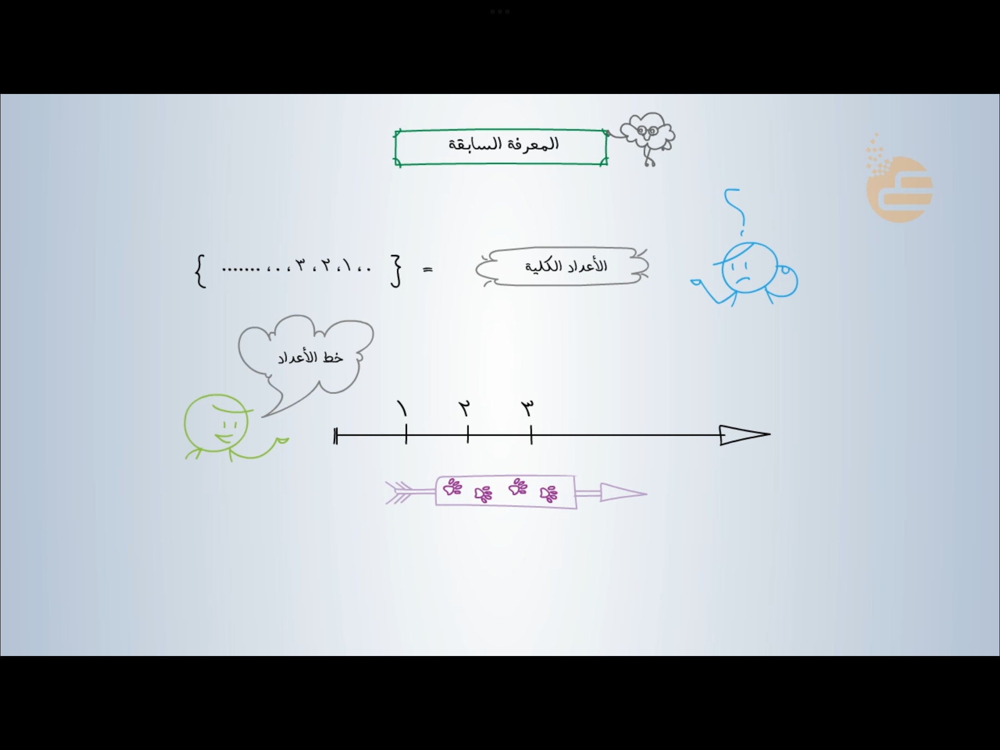 المعرفة السابقة
الأعداد الكلية = { ٠ ، ١ ، ٢ ، ٣ ، . ، ....... }
خط الأعداد
١ ٢ ٣